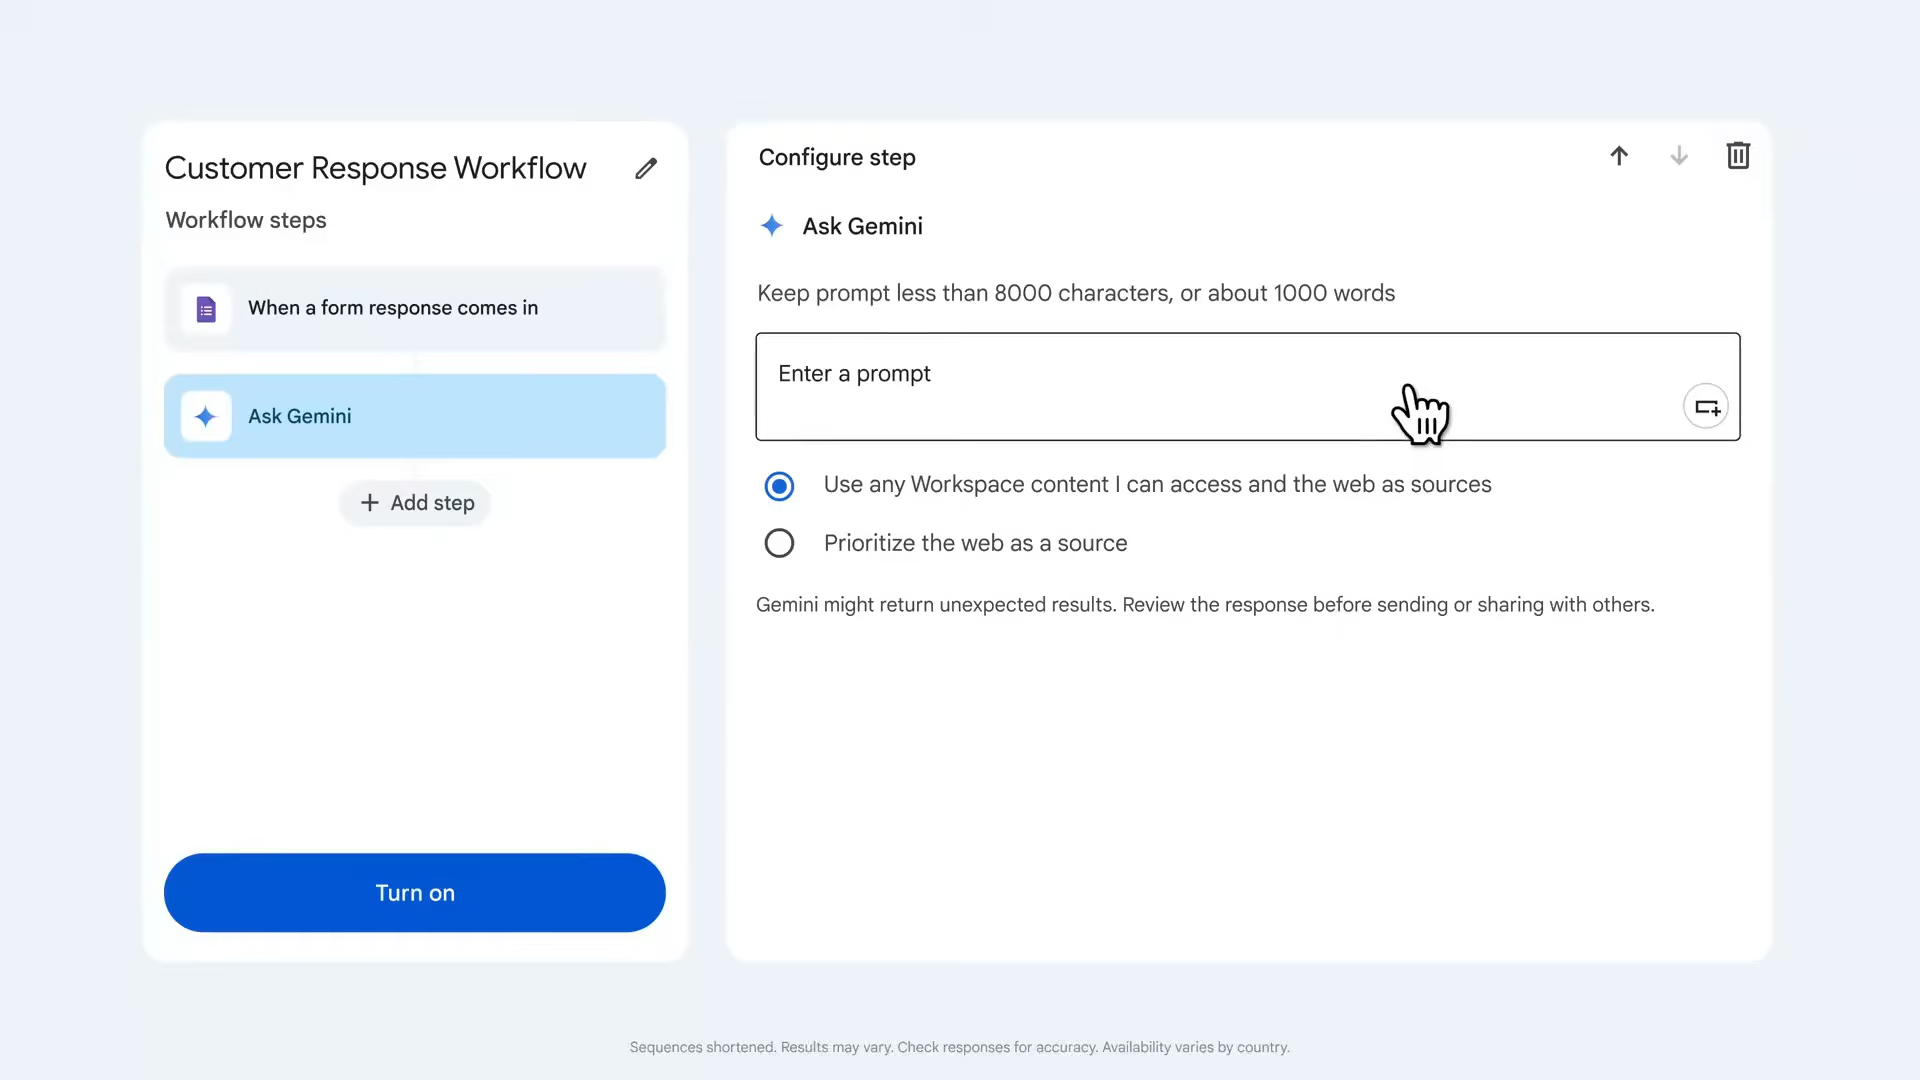 Customer Response Workflow
Workflow steps
When a form response comes in
Ask Gemini
+ Add step
Turn on
Configure step
Ask Gemini
Keep prompt less than 8000 characters, or about 1000 words
Enter a prompt
Use any Workspace content I can access and the web as sources
Prioritize the web as a source
Gemini might return unexpected results. Review the response before sending or sharing with others.
Sequences shortened. Results may vary. Check responses for accuracy. Availability varies by country.